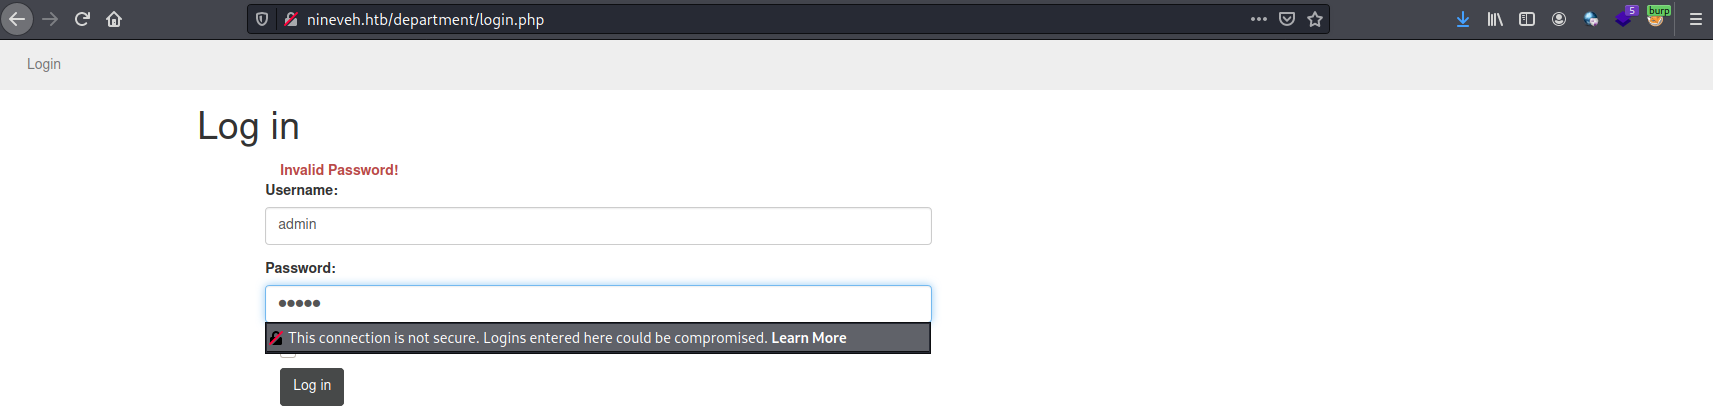 nineveh.htb/department/login.php
5
burp
Login
Log in
Invalid Password!
Username:
admin
Password:
This connection is not secure. Logins entered here could be compromised. Learn More
Log in